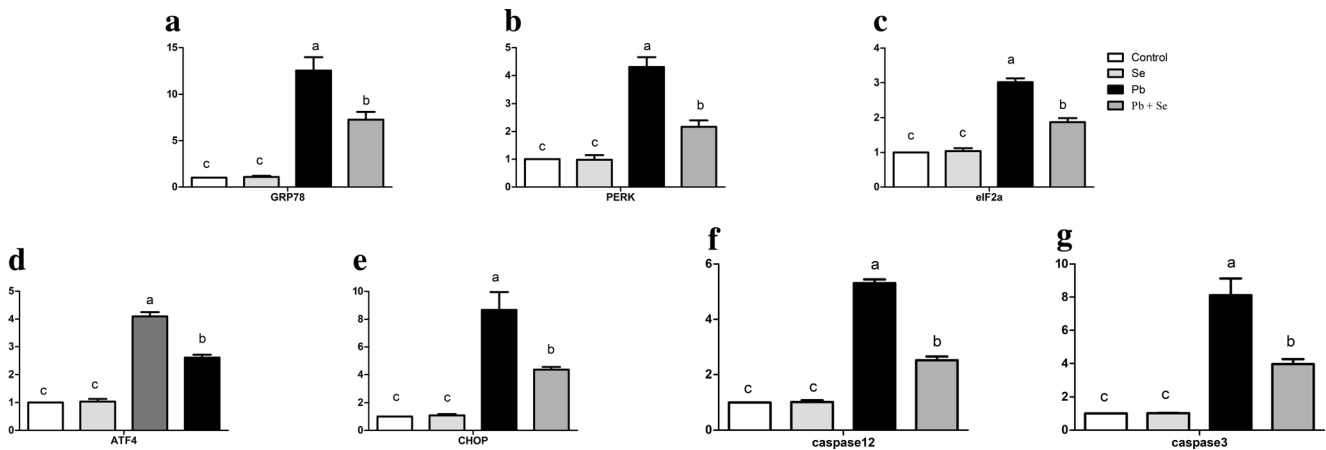 a
15
10
5
0
c
c
a
b
GRP78
b
5
4
3
2
1
0
c
c
a
b
PERK
c
4
3
2
1
0
c
c
a
b
eIF2a
Control
Se
Pb
Pb + Se
d
5
4
3
2
1
0
c
c
a
b
ATF4
e
10
8
6
4
2
0
c
c
a
b
CHOP
f
6
4
2
0
c
c
a
b
caspase12
g
10
8
6
4
2
0
c
c
a
b
caspase3